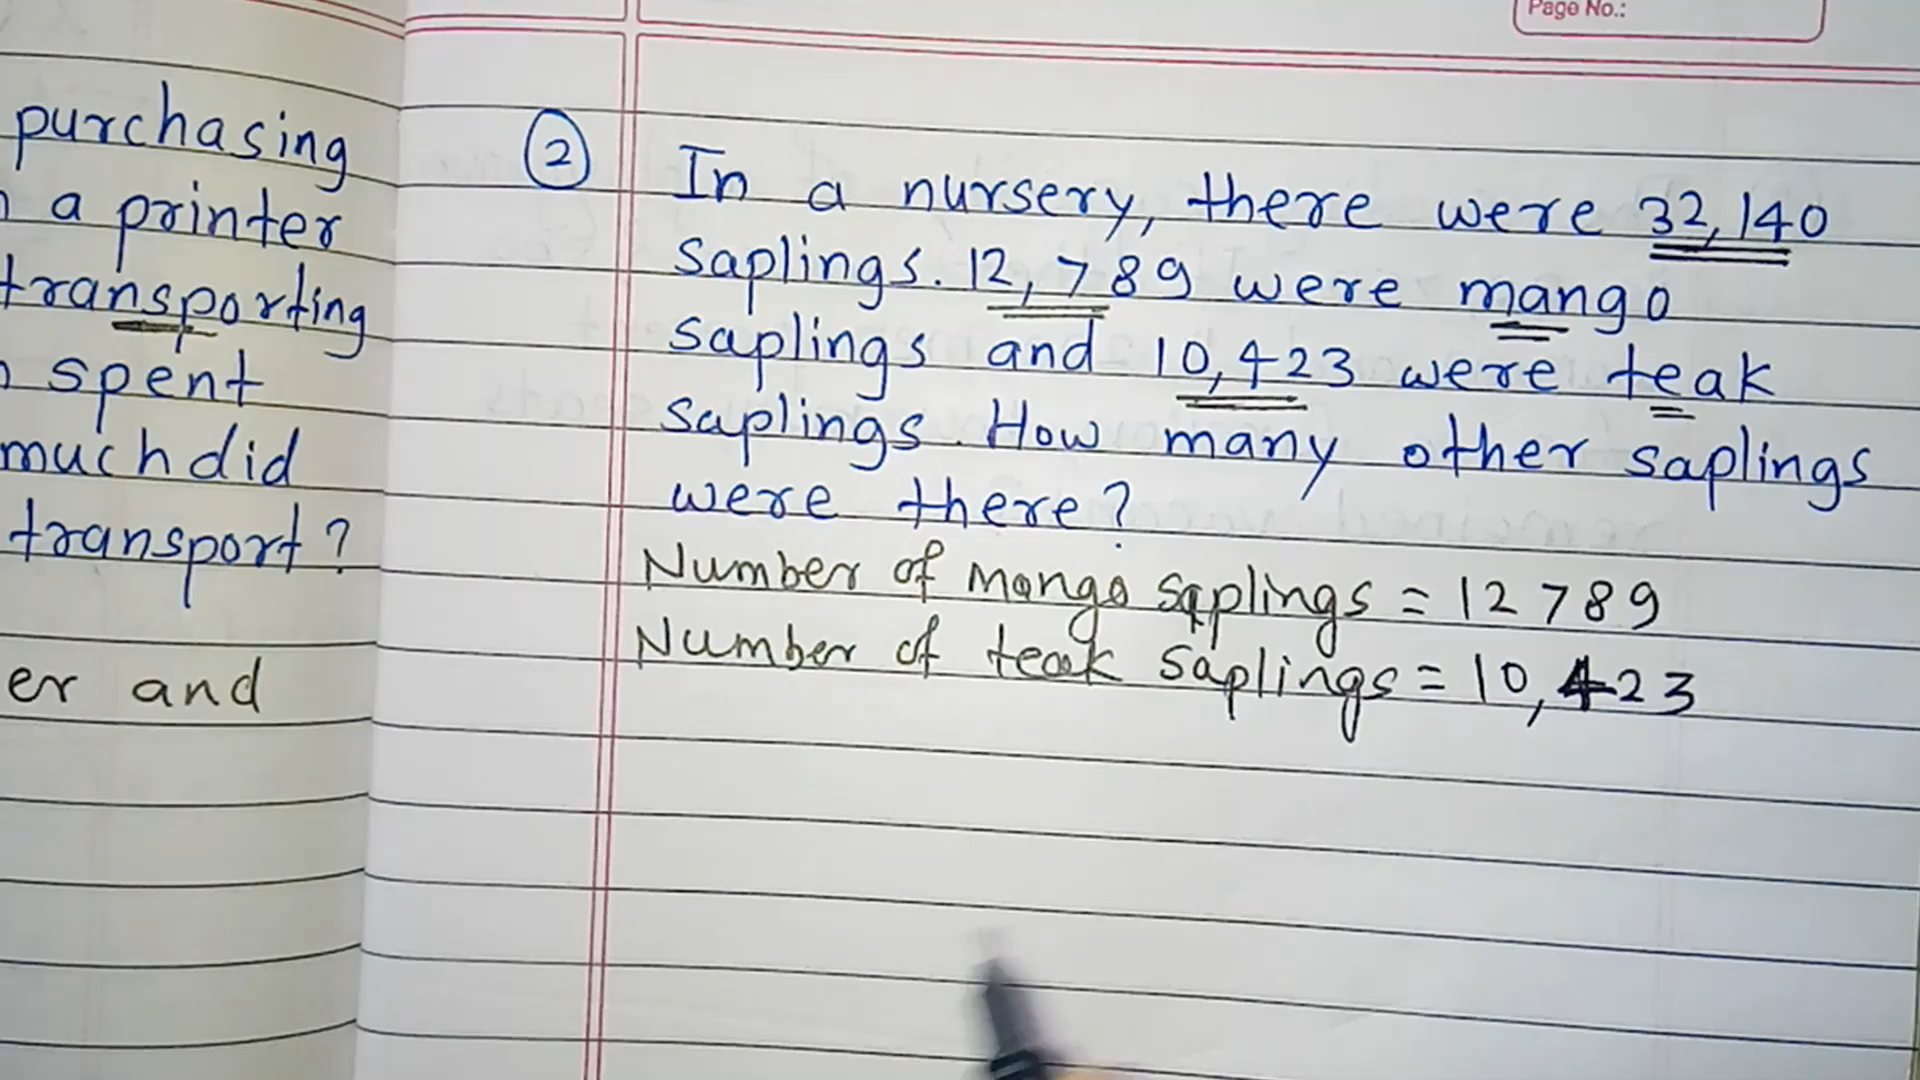 purchasing
a printer
transporting
spent
much did
transport?
er and
Page No.:
2 In a nursery, there were 32,140
saplings. 12,789 were mango
saplings and 10,423 were teak
saplings. How many other saplings
were there?
Number of mango saplings = 12789
Number of teak saplings = 10,423